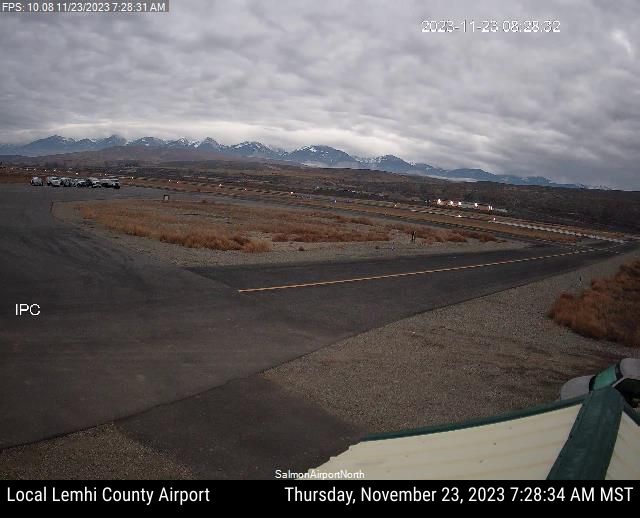 FPS: 10.08 11/23/2023 7:28:31 AM
2023-11-23 08:28:32
IPC
SalmonAirportNorth
Local Lemhi County Airport Thursday, November 23, 2023 7:28:34 AM MST